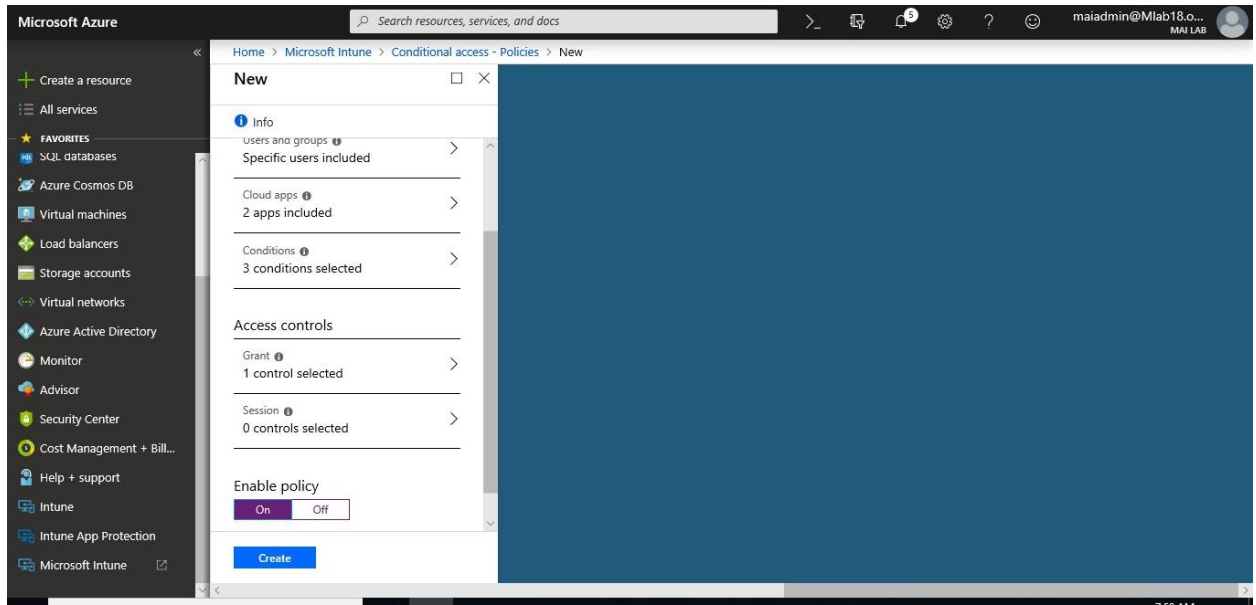 Microsoft Azure
Search resources, services, and docs
5
maiadmin@Mlab18.o...
MAI LAB
Home > Microsoft Intune > Conditional access - Policies > New
Create a resource
All services
FAVORITES
SQL databases
Azure Cosmos DB
Virtual machines
Load balancers
Storage accounts
Virtual networks
Azure Active Directory
Monitor
Advisor
Security Center
Cost Management + Bill...
Help + support
Intune
Intune App Protection
Microsoft Intune
New
Info
Users and groups
Specific users included
Cloud apps
2 apps included
Conditions
3 conditions selected
Access controls
Grant
1 control selected
Session
0 controls selected
Enable policy
On Off
Create